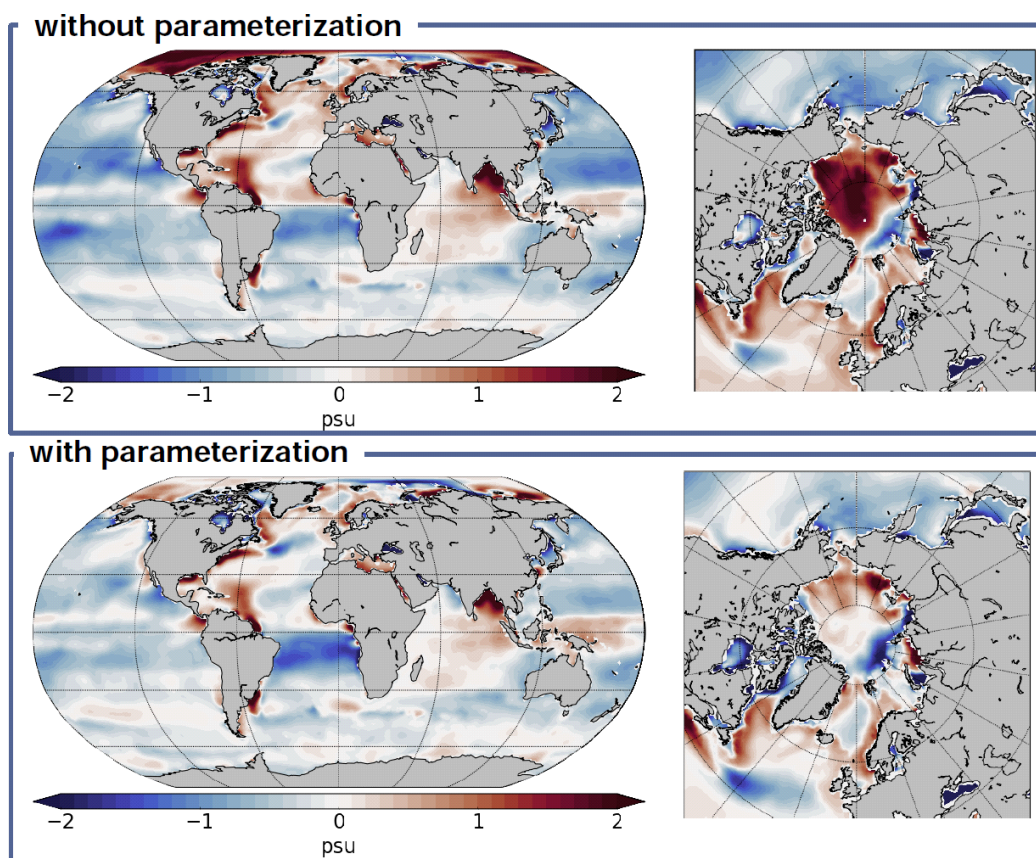 without parameterization
−2 −1 0 1 2
psu
with parameterization
−2 −1 0 1 2
psu